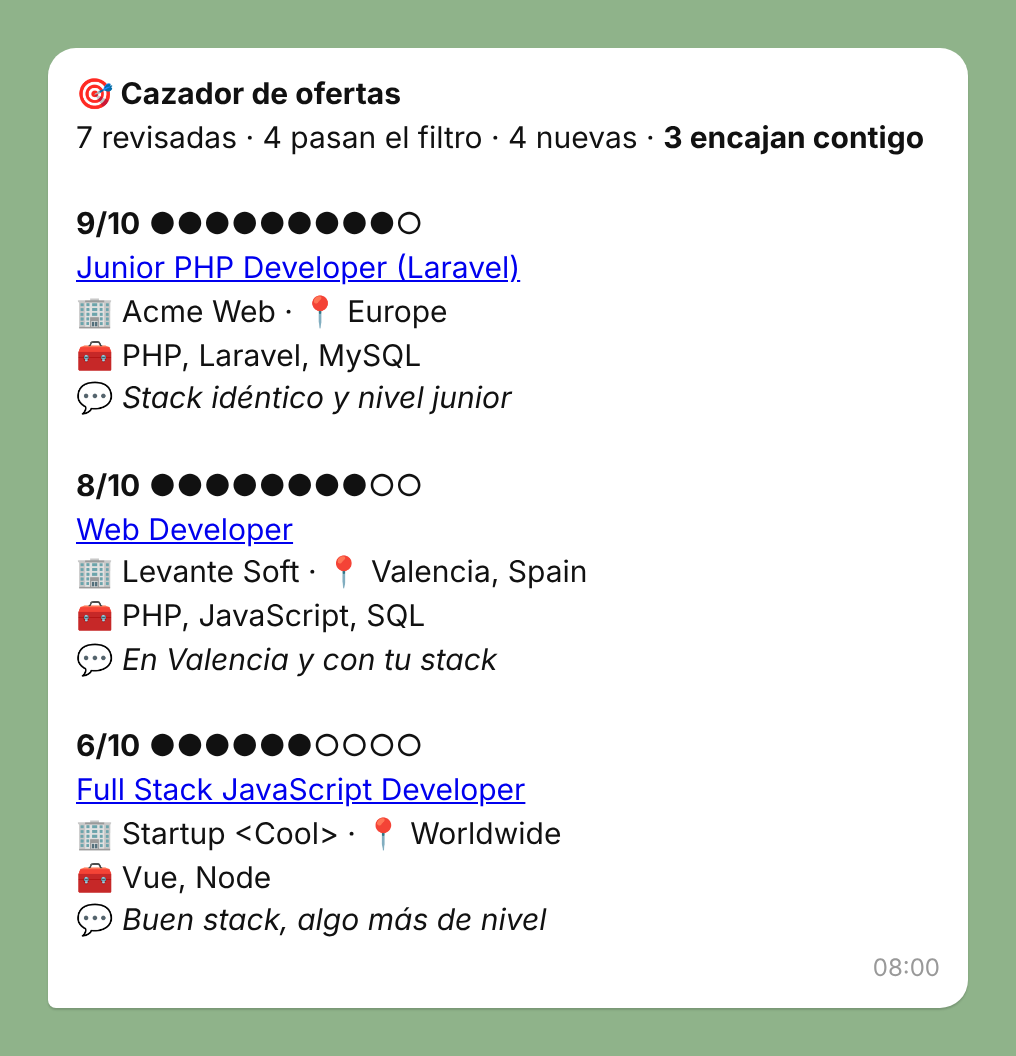 🎯 Cazador de ofertas
7 revisadas · 4 pasan el filtro · 4 nuevas · 3 encajan contigo
9/10 ●●●●●●●●●○
Junior PHP Developer (Laravel)
🏢 Acme Web · 📍 Europe
🧰 PHP, Laravel, MySQL
💬 Stack idéntico y nivel junior
8/10 ●●●●●●●●○○
Web Developer
🏢 Levante Soft · 📍 Valencia, Spain
🧰 PHP, JavaScript, SQL
💬 En Valencia y con tu stack
6/10 ●●●●●●○○○○
Full Stack JavaScript Developer
🏢 Startup <Cool> · 📍 Worldwide
🧰 Vue, Node
💬 Buen stack, algo más de nivel
08:00